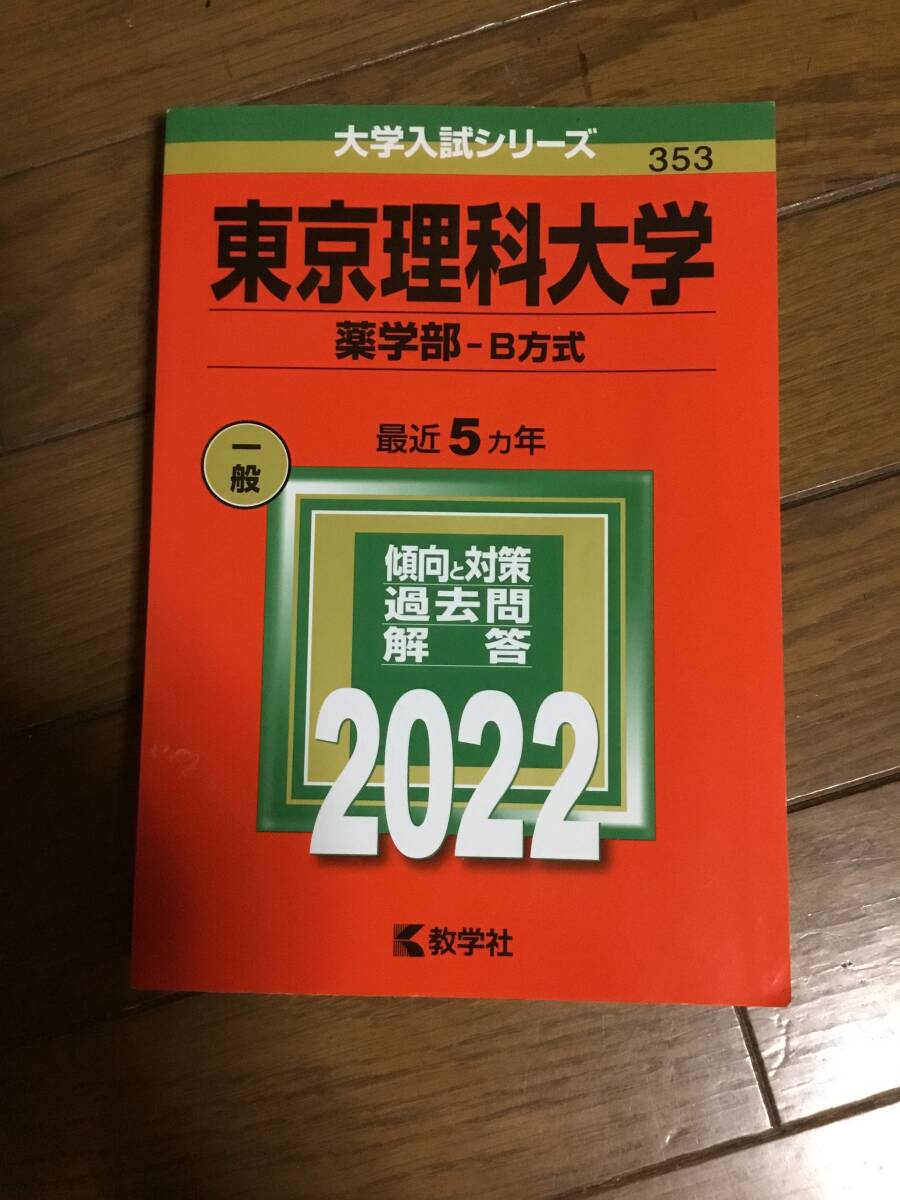 大学入試シリーズ
353
東京理科大学
薬学部-B方式
最近5ヵ年
一般
傾向と対策
過去問
解答
2022
教学社